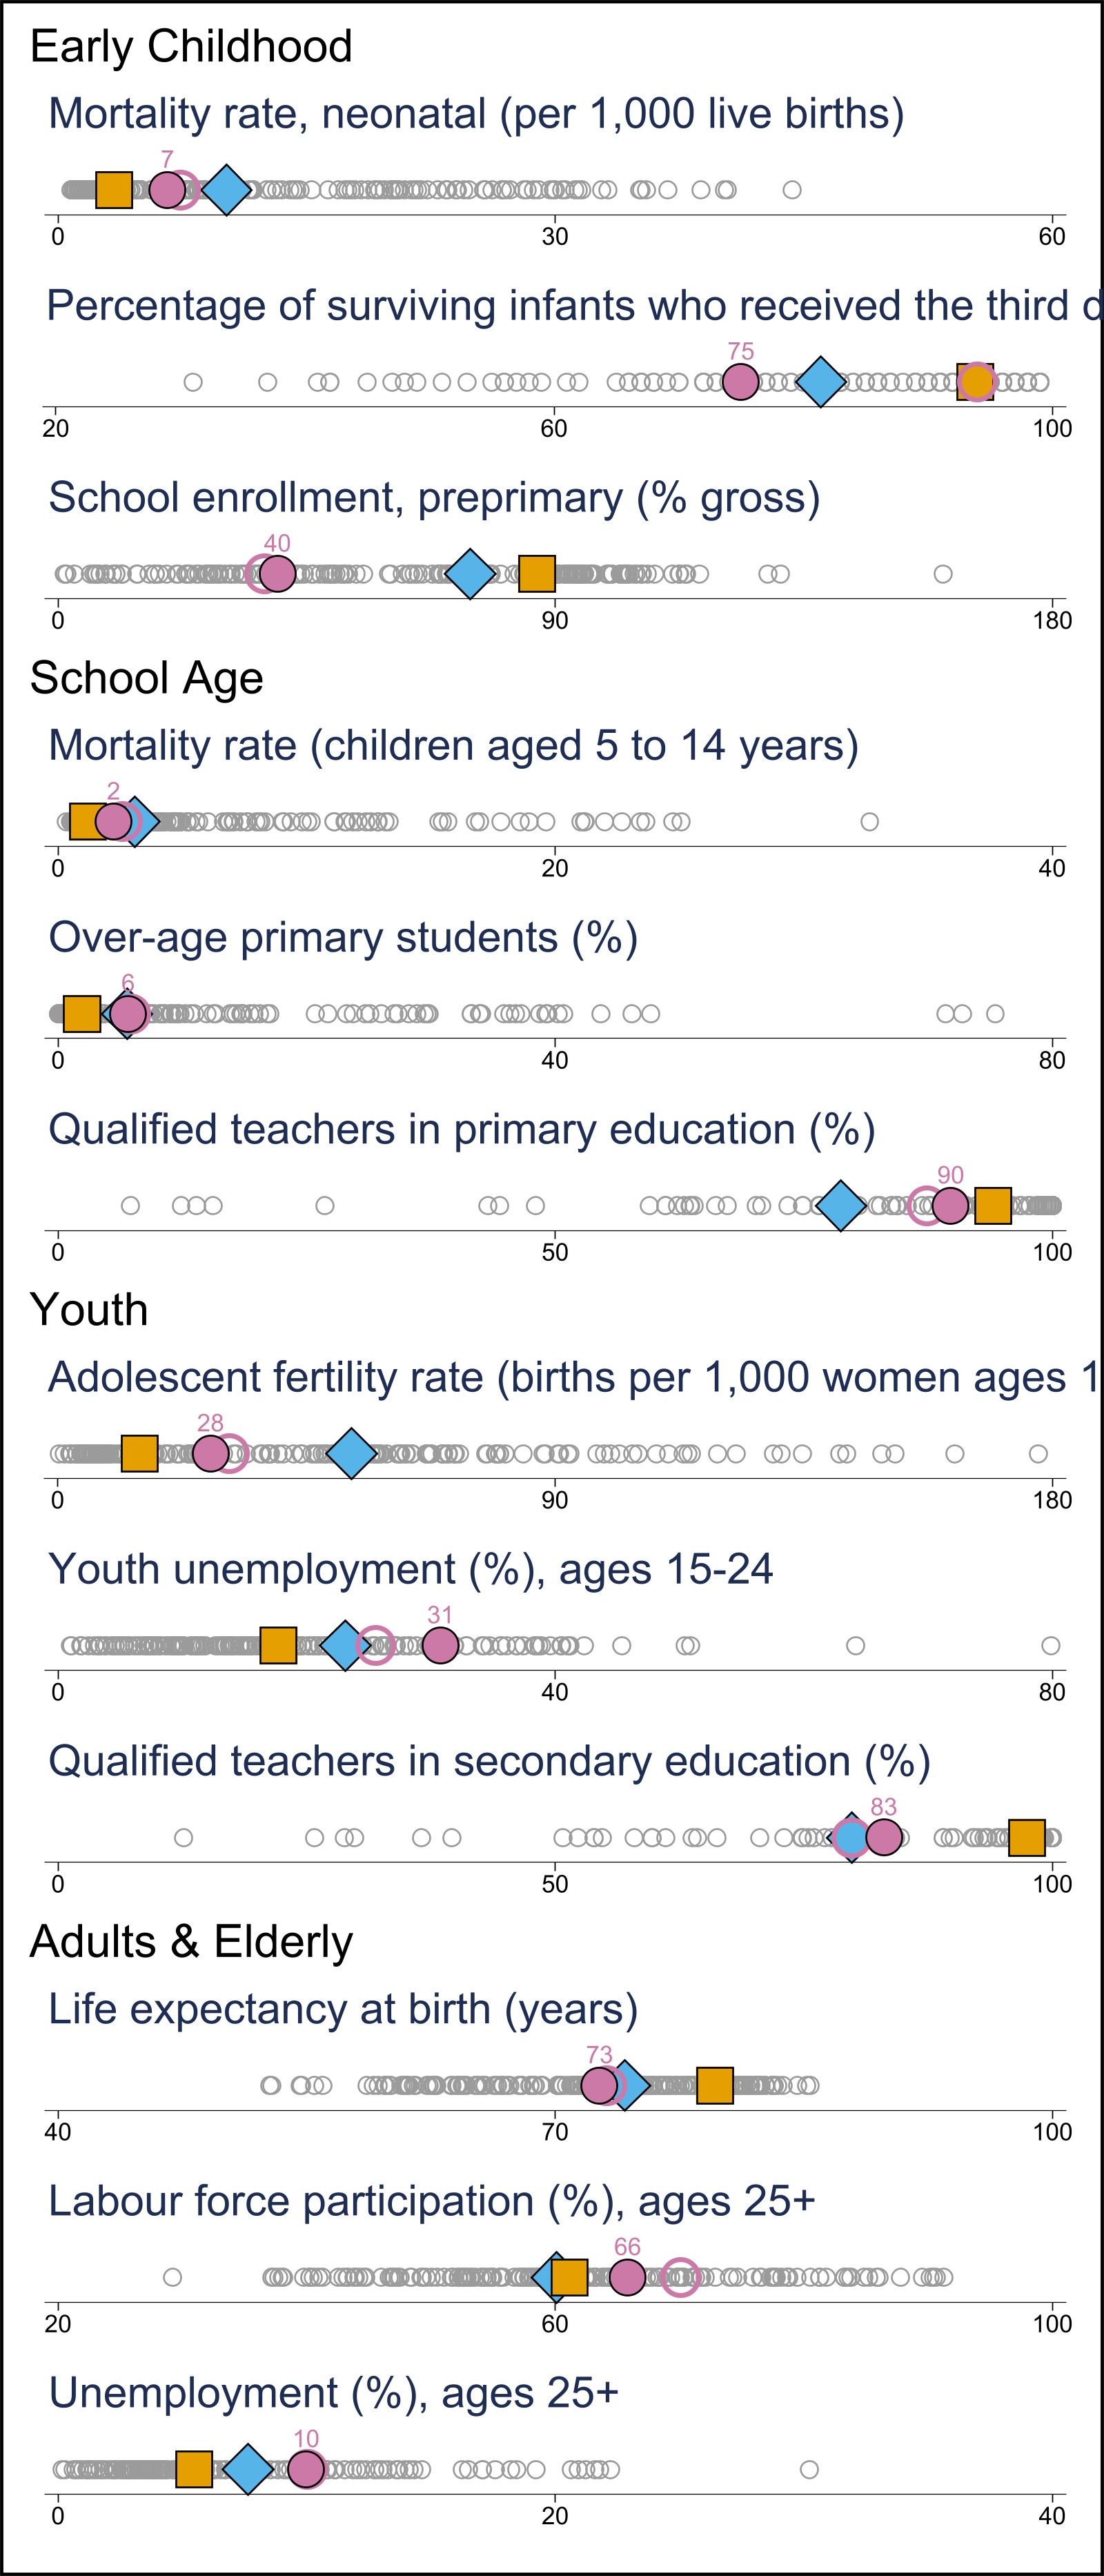 Early Childhood
Mortality rate, neonatal (per 1,000 live births)
7
0 30 60
Percentage of surviving infants who received the third d
75
20 60 100
School enrollment, preprimary (% gross)
40
0 90 180
School Age
Mortality rate (children aged 5 to 14 years)
2
0 20 40
Over-age primary students (%)
6
0 40 80
Qualified teachers in primary education (%)
90
0 50 100
Youth
Adolescent fertility rate (births per 1,000 women ages 1
28
0 90 180
Youth unemployment (%), ages 15-24
31
0 40 80
Qualified teachers in secondary education (%)
83
0 50 100
Adults & Elderly
Life expectancy at birth (years)
73
40 70 100
Labour force participation (%), ages 25+
66
20 60 100
Unemployment (%), ages 25+
10
0 20 40